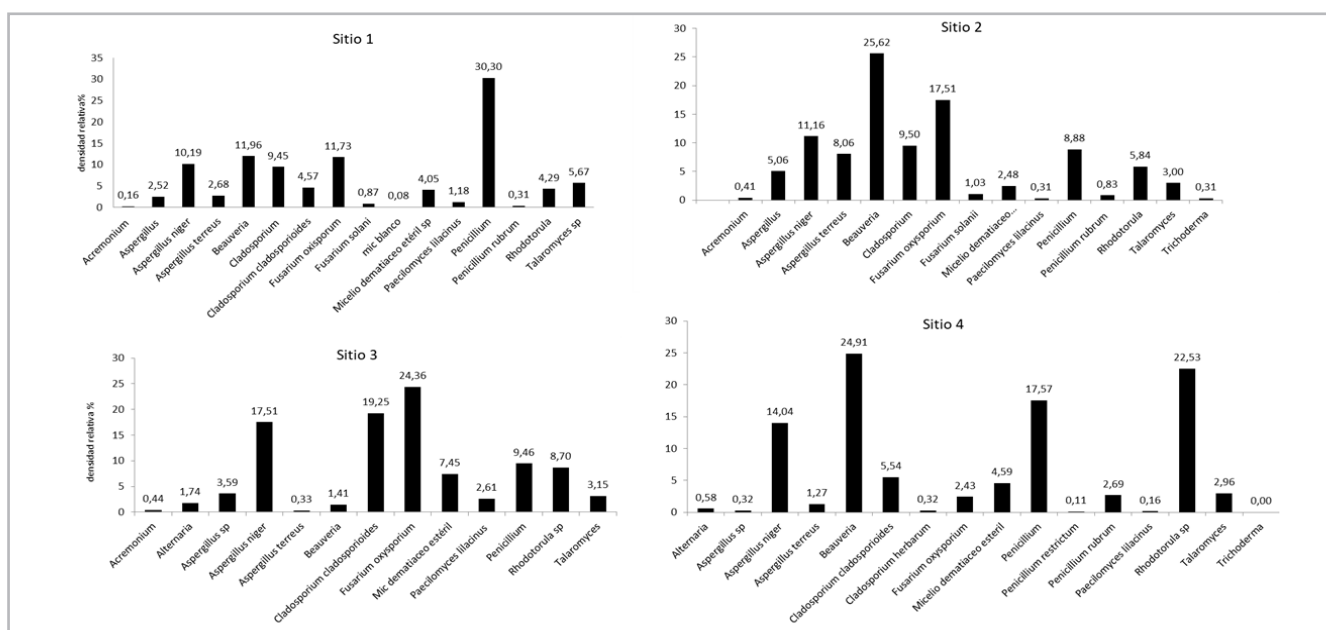 Sitio 1
densidad relativa%
35
30
25
20
15
10
5
0
0,16
2,52
10,19
2,68
11,96
9,45
4,57
11,73
0,87
0,08
4,05
1,18
30,30
0,31
4,29
5,67
Acremonium
Aspergillus
Aspergillus niger
Aspergillus terreus
Beauveria
Cladosporium
Cladosporium cladosporioides
Fusarium oxisporum
Fusarium solani
mic blanco
Micelio dematiaceo etéril sp
Paecilomyces lilacinus
Penicillium
Penicillium rubrum
Rhodotorula
Talaromyces sp
Sitio 2
30
25
20
15
10
5
0
0,41
5,06
11,16
8,06
25,62
9,50
17,51
1,03
2,48
0,31
8,88
0,83
5,84
3,00
0,31
Acremonium
Aspergillus
Aspergillus niger
Aspergillus terreus
Beauveria
Cladosporium
Fusarium oxysporium
Fusarium solanii
Micelio dematiaceo...
Paecilomyces lilacinus
Penicillium
Penicillium rubrum
Rhodotorula
Talaromyces
Trichoderma
Sitio 3
densidad relativa %
30
25
20
15
10
5
0
0,44
1,74
3,59
17,51
0,33
1,41
19,25
24,36
7,45
2,61
9,46
8,70
3,15
Acremonium
Alternaria
Aspergillus sp
Aspergillus niger
Aspergillus terreus
Beauveria
Cladosporium cladosporioides
Fusarium oxysporium
Mic dematiaceo estéril
Paecilomyces lilacinus
Penicillium
Rhodotorula sp
Talaromyces
Sitio 4
30
25
20
15
10
5
0
0,58
0,32
14,04
1,27
24,91
5,54
0,32
2,43
4,59
17,57
0,11
2,69
0,16
22,53
2,96
0,00
Alternaria
Aspergillus sp
Aspergillus niger
Aspergillus terreus
Beauveria
Cladosporium cladosporioides
Cladosporium herbarum
Fusarium oxysporium
Micelio dematiaceo esteril
Penicillium
Penicillium restrictum
Penicillium rubrum
Paecilomyces lilacinus
Rhodotorula sp
Talaromyces
Trichoderma